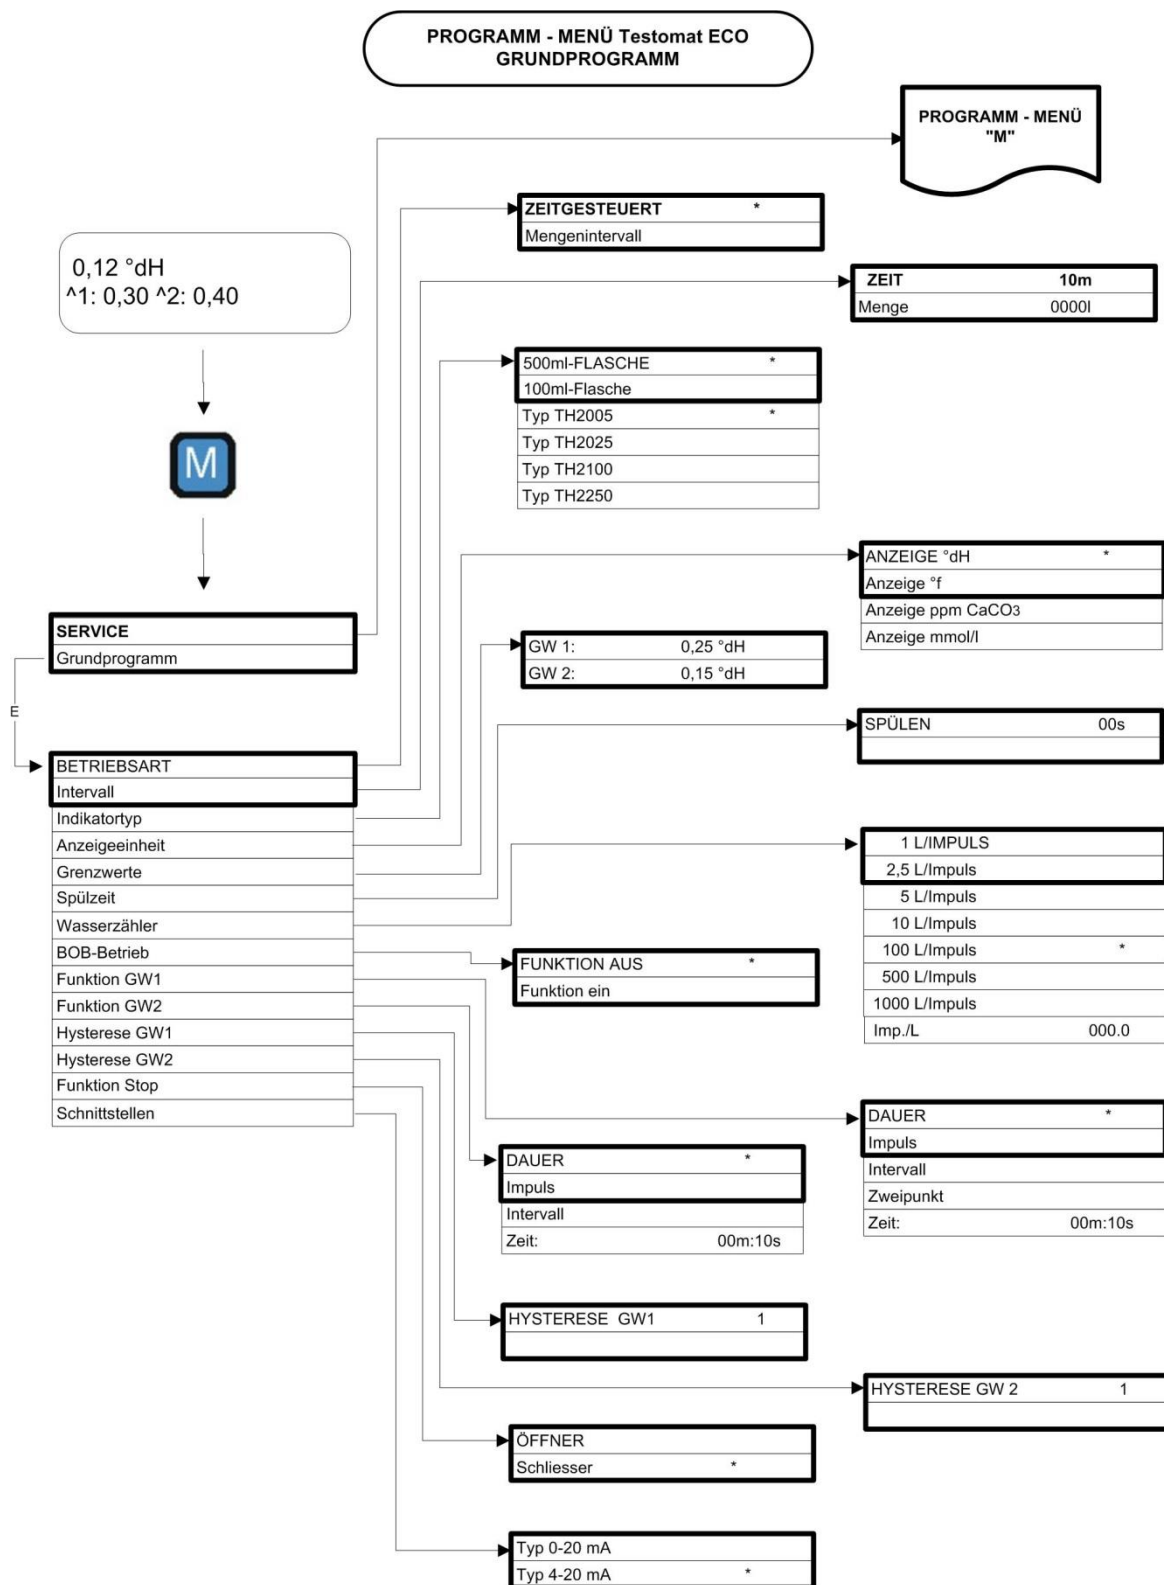 PROGRAMM - MENÜ Testomat ECO
GRUNDPROGRAMM
PROGRAMM - MENÜ
"M"
ZEITGESTEUERT *
Mengenintervall
0,12 °dH
^1: 0,30 ^2: 0,40
ZEIT 10m
Menge 0000l
500ml-FLASCHE *
100ml-Flasche
Typ TH2005 *
Typ TH2025
Typ TH2100
Typ TH2250
M
ANZEIGE °dH *
Anzeige °f
Anzeige ppm CaCO3
Anzeige mmol/l
SERVICE
Grundprogramm
GW 1: 0,25 °dH
GW 2: 0,15 °dH
E
SPÜLEN 00s
BETRIEBSART
Intervall
Indikatortyp
Anzeigeeinheit
Grenzwerte
Spülzeit
Wasserzähler
BOB-Betrieb
Funktion GW1
Funktion GW2
Hysterese GW1
Hysterese GW2
Funktion Stop
Schnittstellen
1 L/IMPULS
2,5 L/Impuls
5 L/Impuls
10 L/Impuls
100 L/Impuls *
500 L/Impuls
1000 L/Impuls
Imp./L 000.0
FUNKTION AUS *
Funktion ein
DAUER *
Impuls
Intervall
Zweipunkt
Zeit: 00m:10s
DAUER *
Impuls
Intervall
Zeit: 00m:10s
HYSTERESE GW1 1
HYSTERESE GW 2 1
ÖFFNER
Schliesser *
Typ 0-20 mA
Typ 4-20 mA *